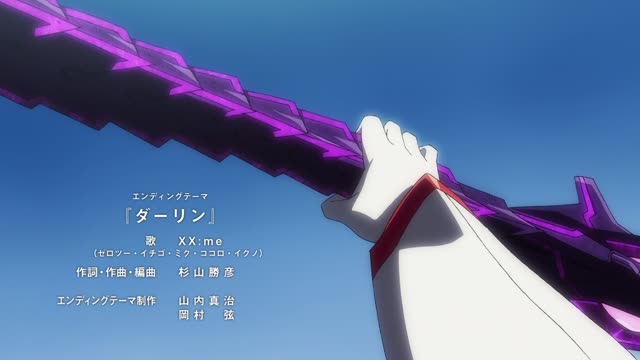 エンディングテーマ
『ダーリン』
歌 XX:me
(ゼロツー・イチゴ・ミク・ココロ・イクノ)
作詞・作曲・編曲 杉山勝彦
エンディングテーマ制作 山内真治
岡村 弦